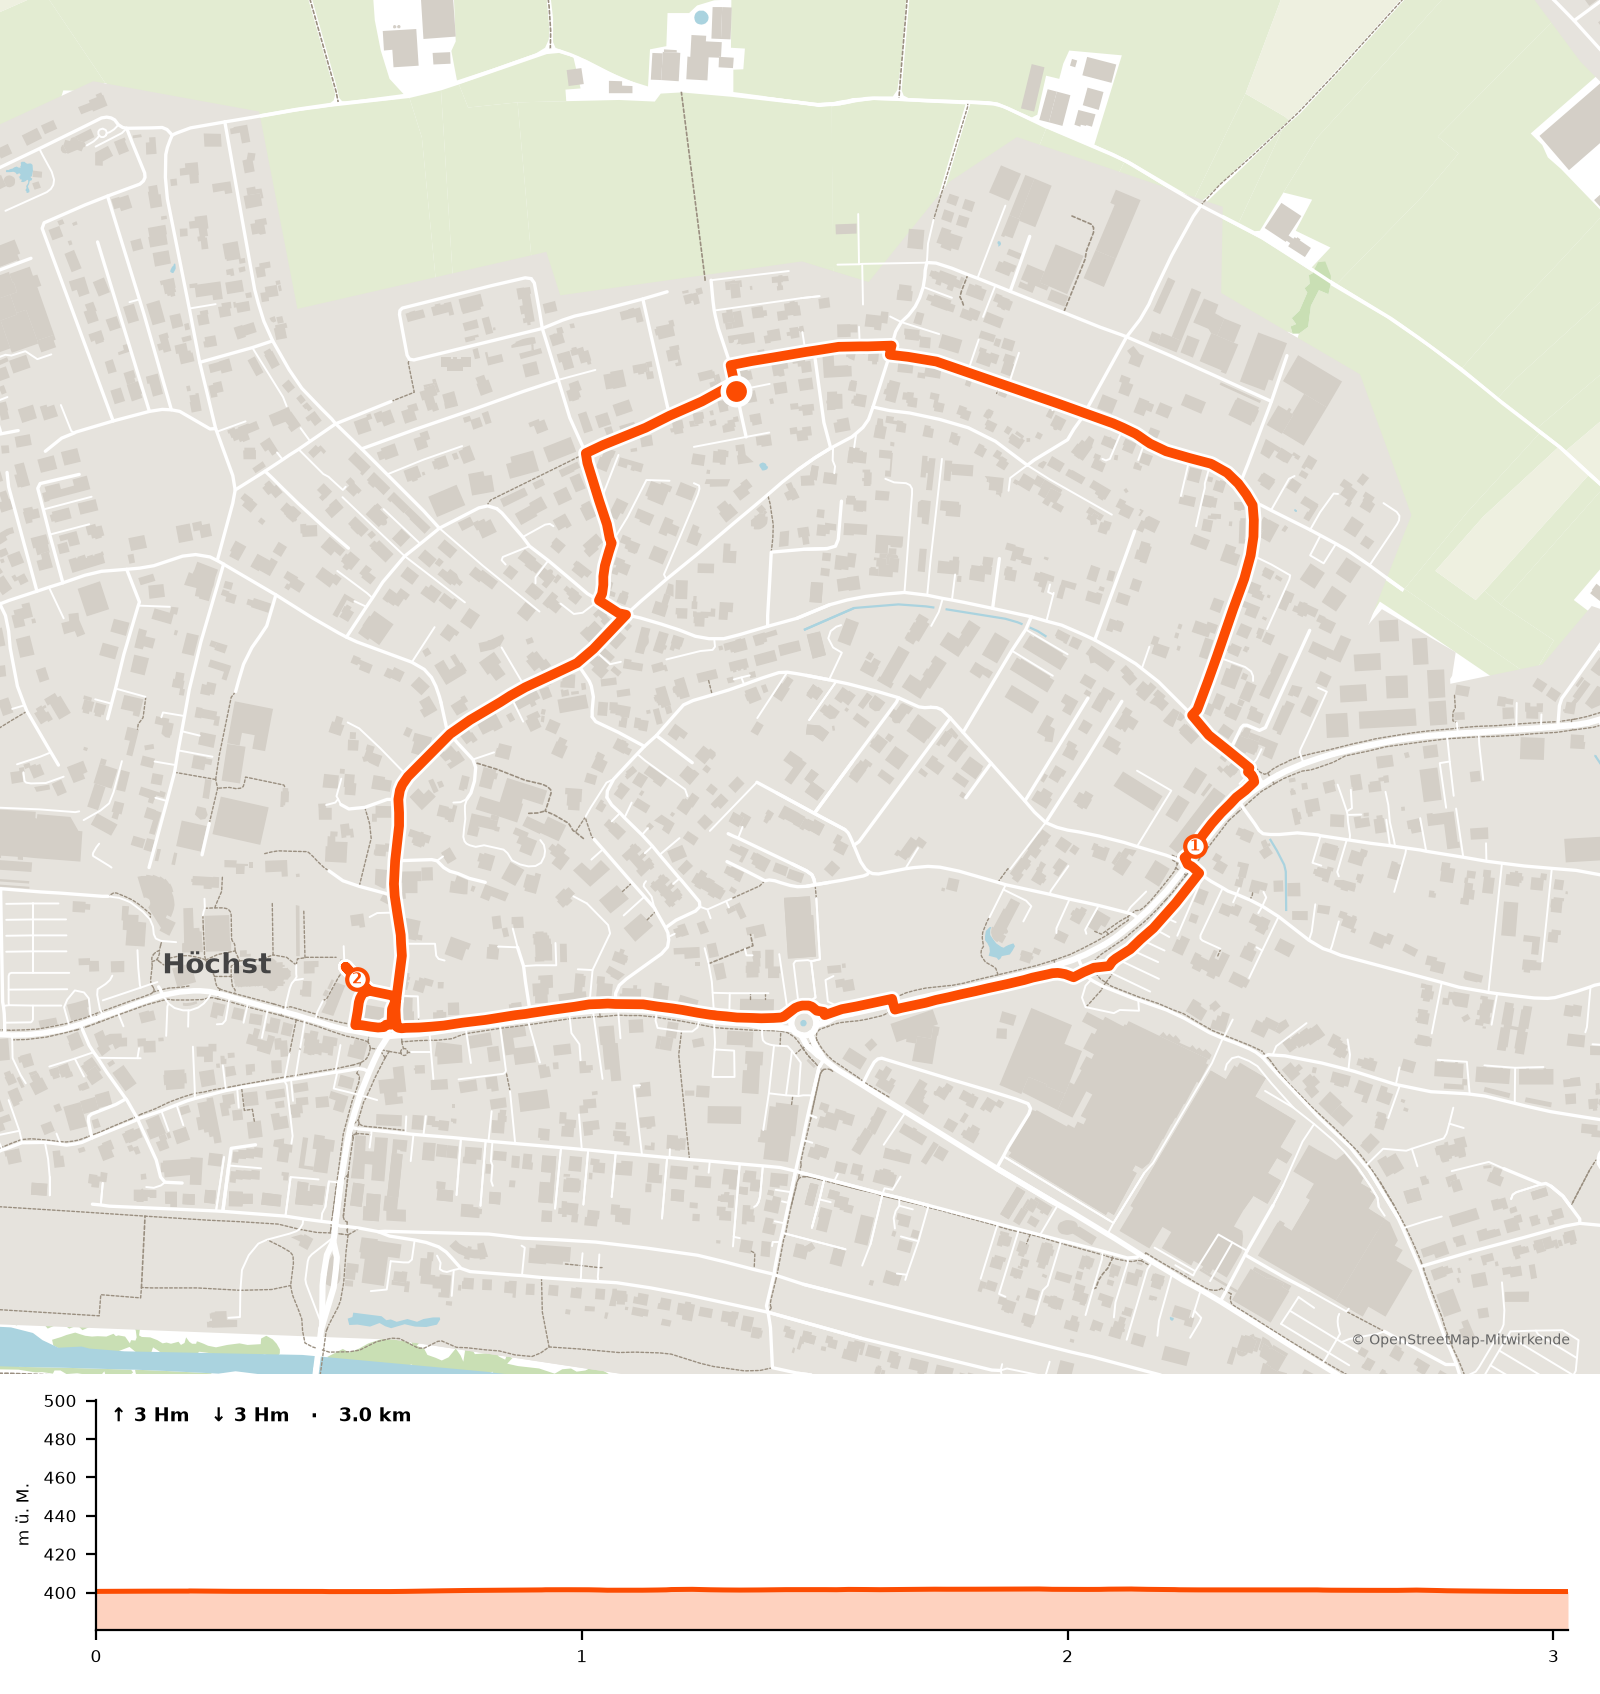 1
2
Höchst
© OpenStreetMap-Mitwirkende
↑ 3 Hm ↓ 3 Hm · 3.0 km
m ü. M.
500
480
460
440
420
400
0 1 2 3